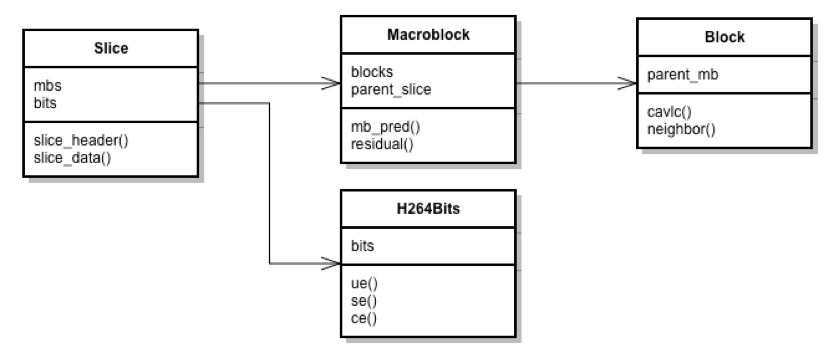 Slice
mbs
bits
slice_header()
slice_data()
Macroblock
blocks
parent_slice
mb_pred()
residual()
Block
parent_mb
cavlc()
neighbor()
H264Bits
bits
ue()
se()
ce()